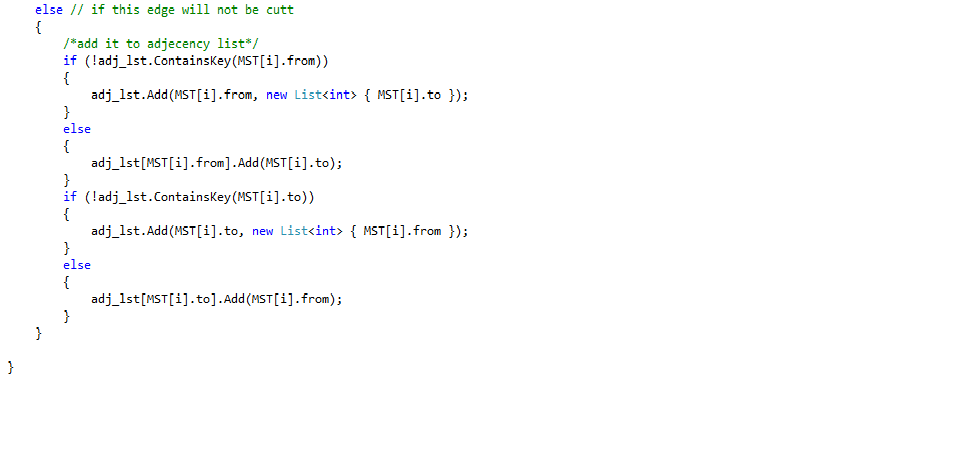 else // if this edge will not be cutt
{
/*add it to adjecency list*/
if (!adj_lst.ContainsKey(MST[i].from))
{
adj_lst.Add(MST[i].from, new List<int> { MST[i].to });
}
else
{
adj_lst[MST[i].from].Add(MST[i].to);
}
if (!adj_lst.ContainsKey(MST[i].to))
{
adj_lst.Add(MST[i].to, new List<int> { MST[i].from });
}
else
{
adj_lst[MST[i].to].Add(MST[i].from);
}
}
}